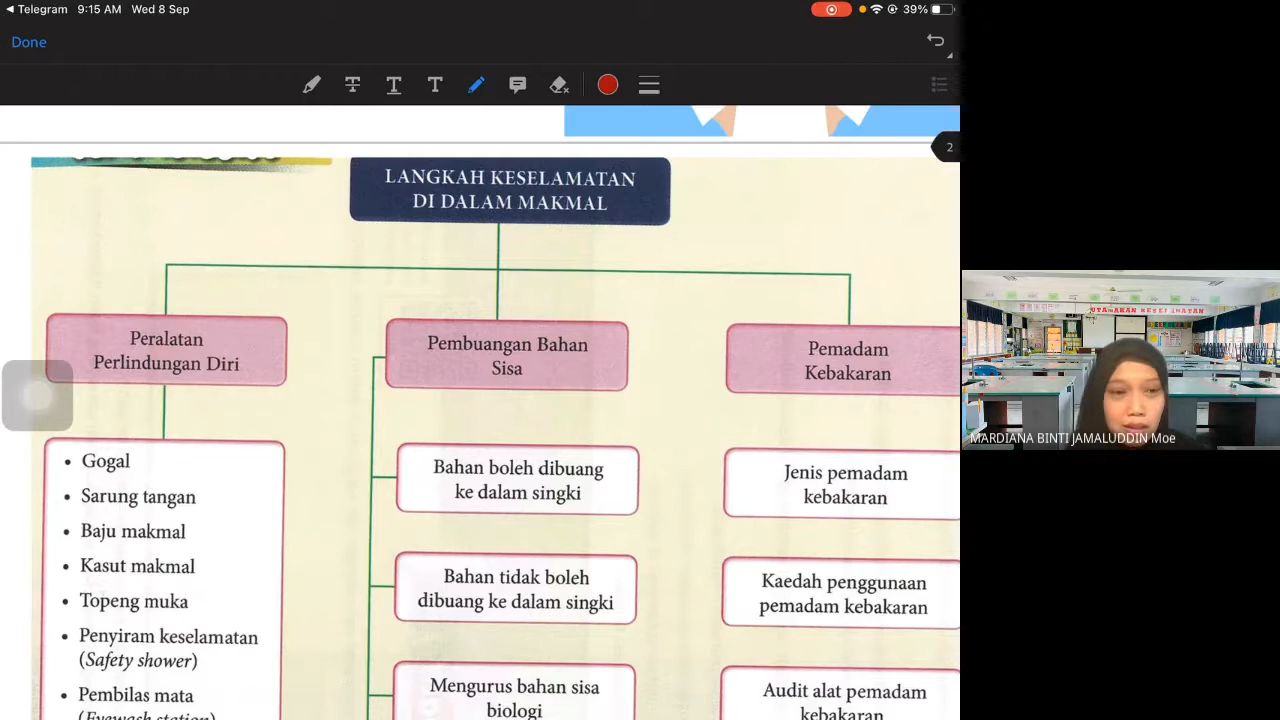 Telegram 9:15 AM Wed 8 Sep
39%
Done
2
LANGKAH KESELAMATAN
DI DALAM MAKMAL
Peralatan
Perlindungan Diri
Gogal
Sarung tangan
Baju makmal
Kasut makmal
Topeng muka
Penyiram keselamatan
(Safety shower)
Pembilas mata
(Eyewash station)
Pembuangan Bahan
Sisa
Bahan boleh dibuang
ke dalam singki
Bahan tidak boleh
dibuang ke dalam singki
Mengurus bahan sisa
biologi
Pemadam
Kebakaran
Jenis pemadam
kebakaran
Kaedah penggunaan
pemadam kebakaran
Audit alat pemadam
kebakaran
MARDIANA BINTI JAMALUDDIN Moe